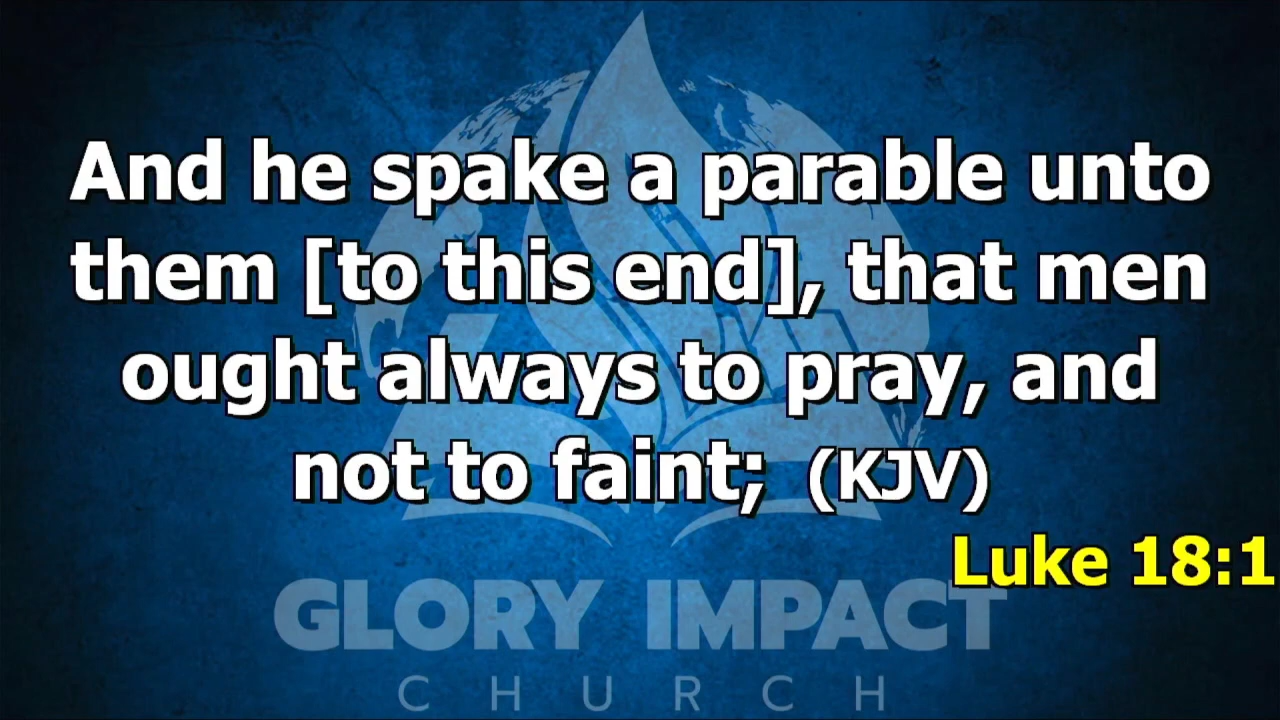 And he spake a parable unto
them [to this end], that men
ought always to pray, and
not to faint; (KJV)
Luke 18:1
GLORY IMPACT
CHURCH